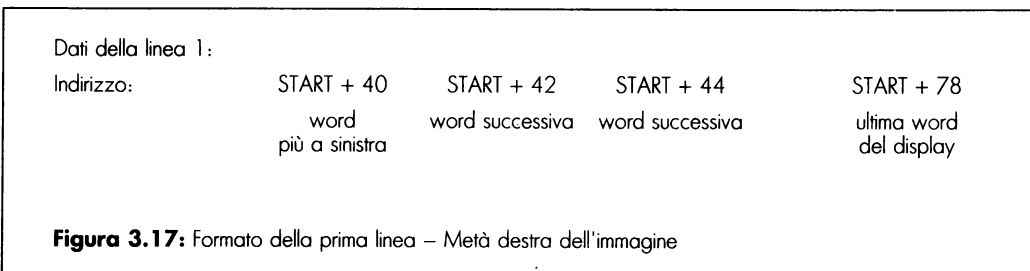 Dati della linea 1:
Indirizzo: START + 40 START + 42 START + 44 START + 78
word word successiva word successiva ultima word
più a sinistra del display
Figura 3.17: Formato della prima linea – Metà destra dell'immagine